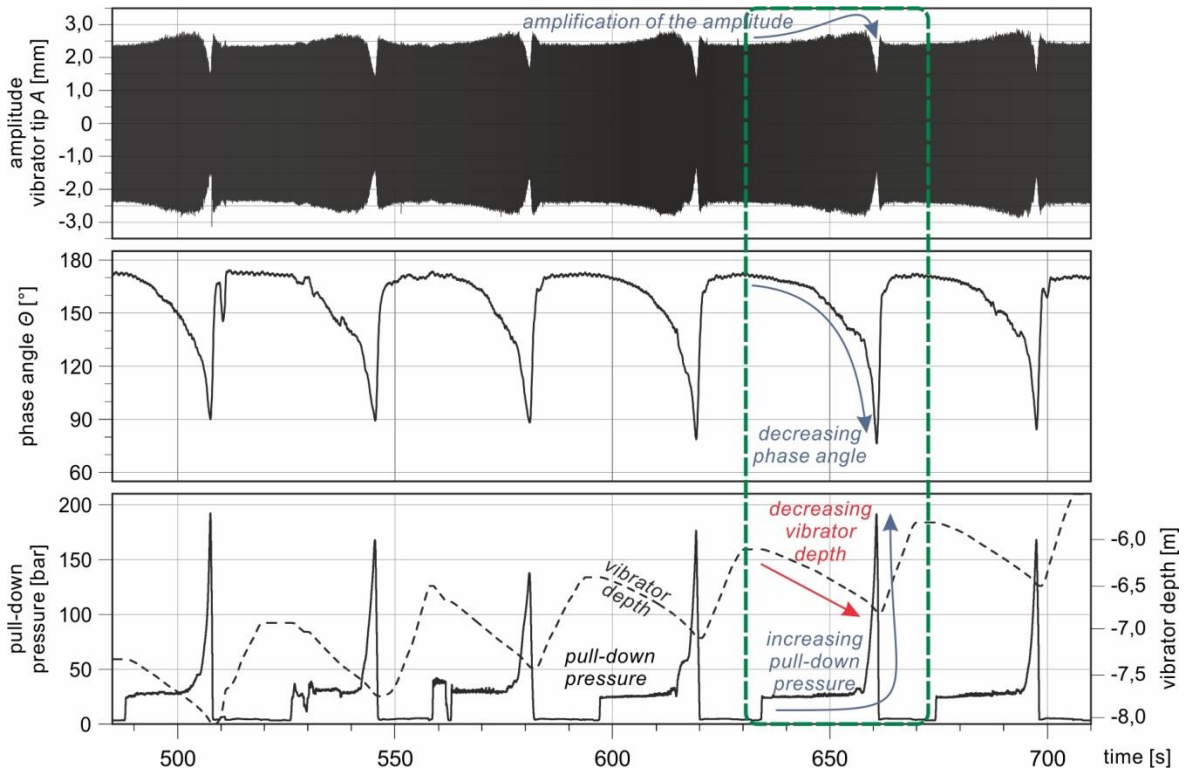 amplification of the amplitude
amplitude
vibrator tip A [mm]
3,0
2,0
1,0
0
-1,0
-2,0
-3,0
phase angle Θ [°]
180
150
120
90
60
decreasing
phase angle
pull-down
pressure [bar]
200
150
100
50
0
vibrator
depth
pull-down
pressure
decreasing
vibrator
depth
increasing
pull-down
pressure
-6,0
-6,5
-7,0
-7,5
-8,0
vibrator depth [m]
500 550 600 650 700 time [s]